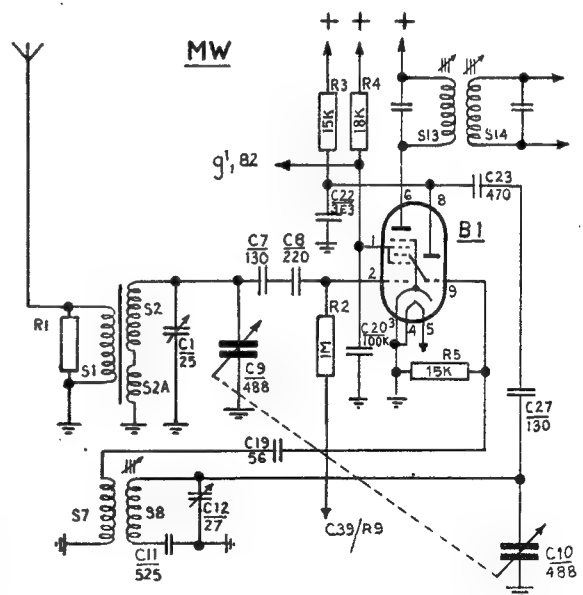 MW
+ + +
R3
15K
R4
18K
S13
S14
g', B2
C22
3E3
6
8
C23
470
B1
C7
130
C8
220
1
2
9
3
4
5
R1
S1
S2
S2A
C1
25
C9
488
R2
1M
C20
100K
R5
15K
C27
130
C19
56
S7
S8
C12
27
C11
525
C39/R9
C10
488